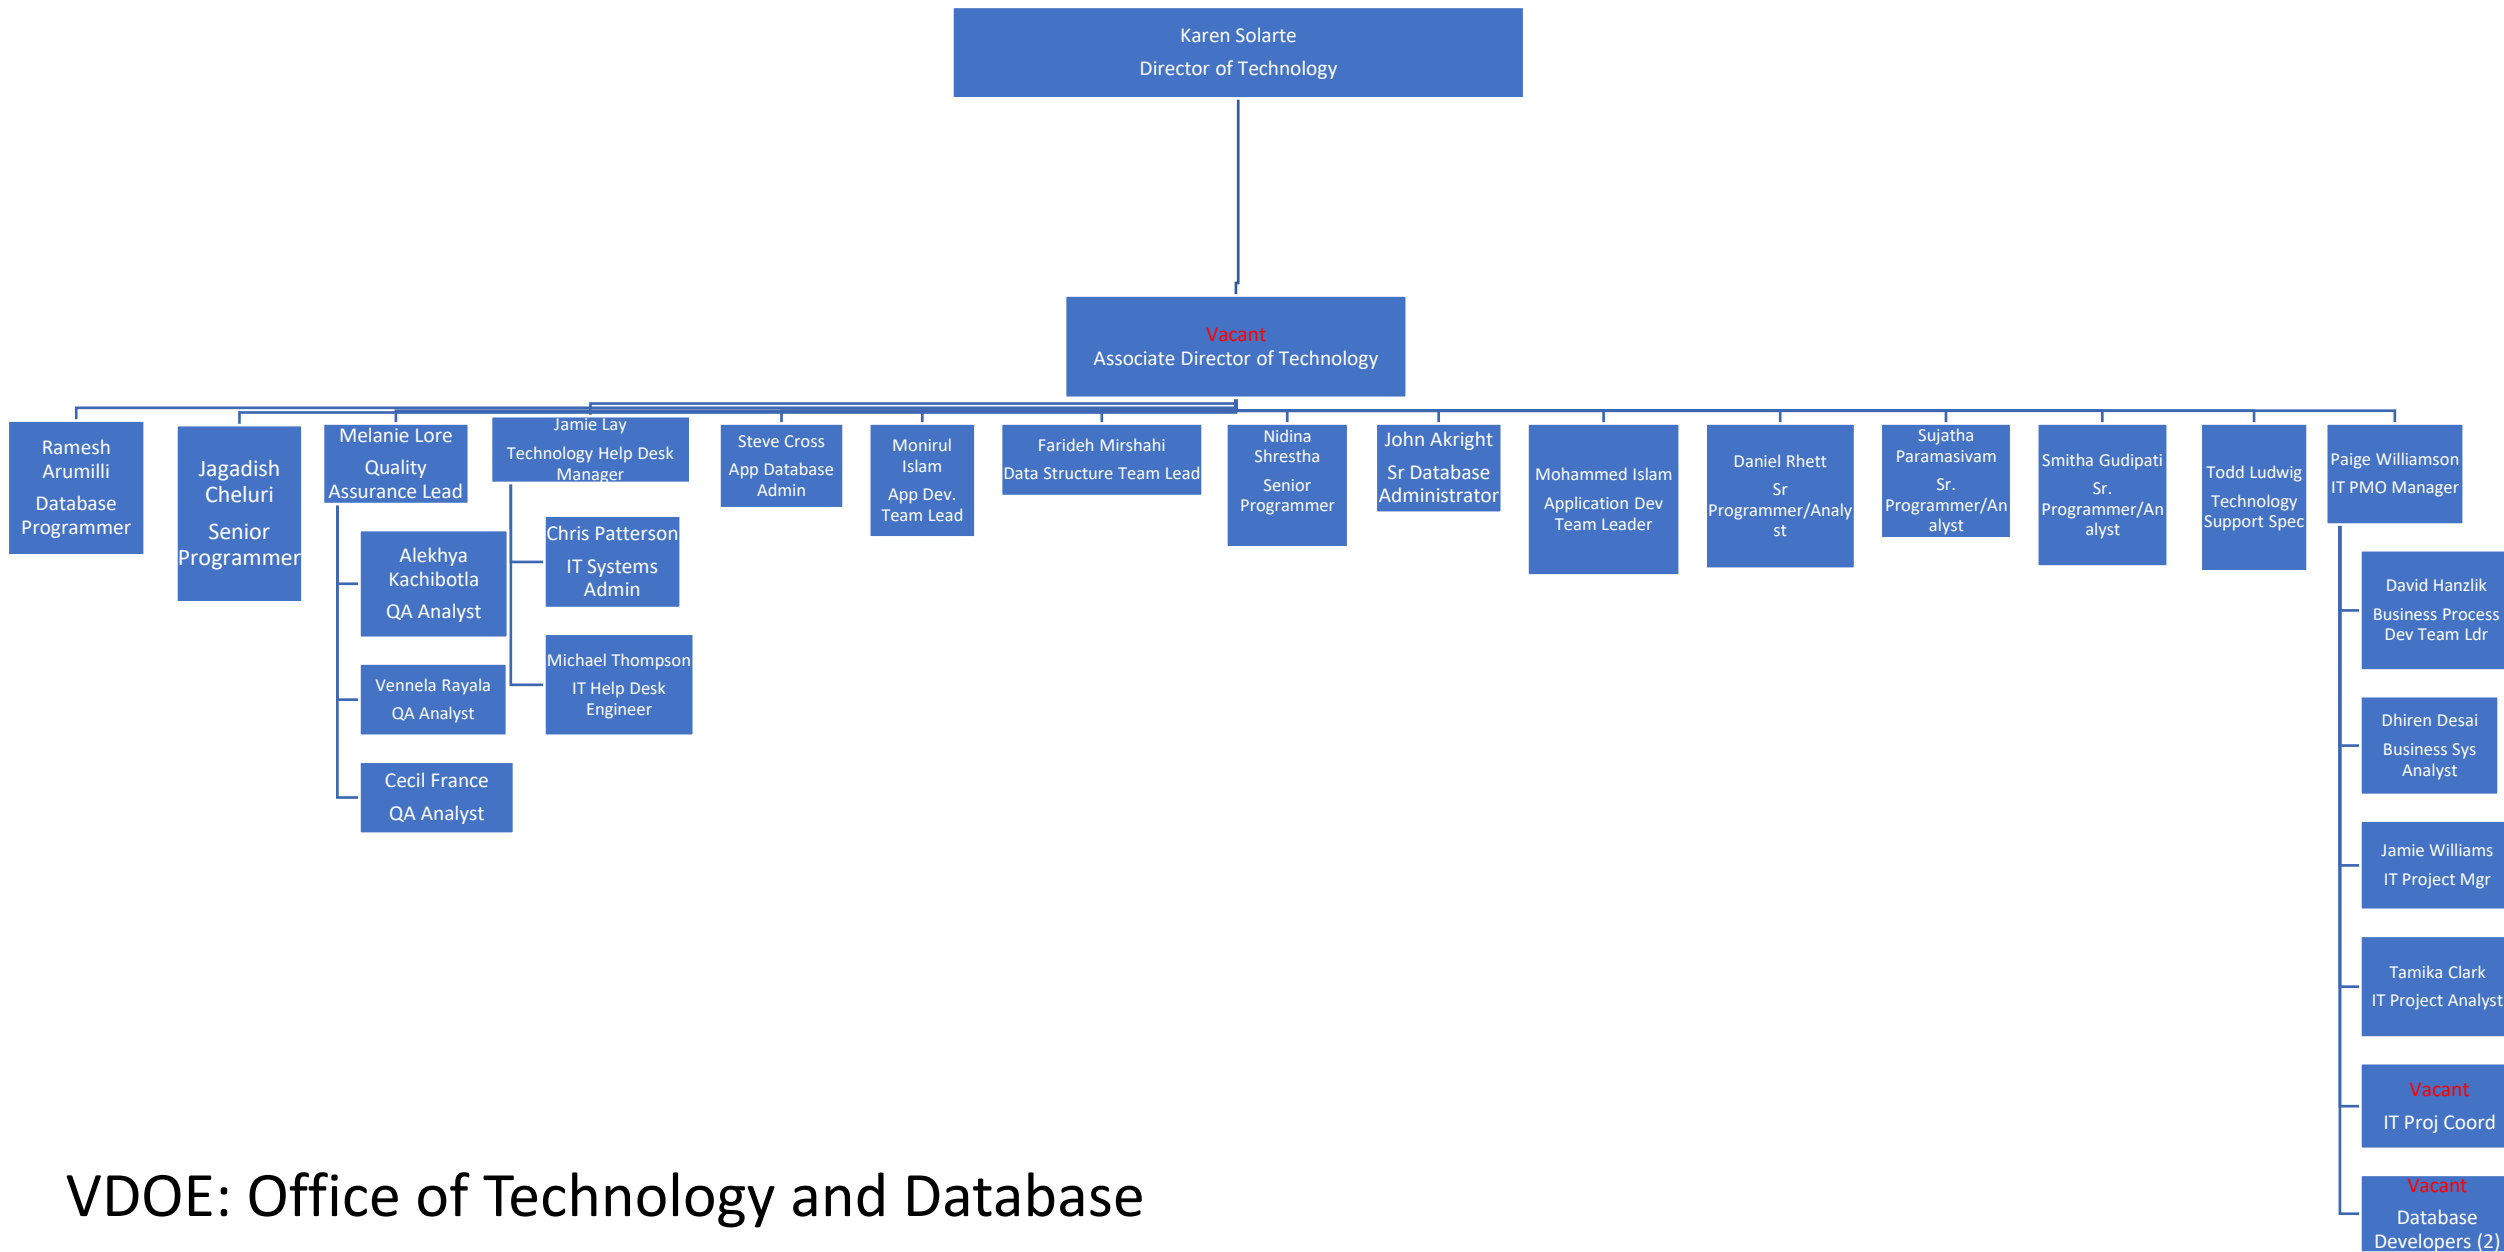 Karen Solarte
Director of Technology
Vacant
Associate Director of Technology
Ramesh
Arumilli
Database
Programmer
Jagadish
Cheluri
Senior
Programmer
Melanie Lore
Quality
Assurance Lead
Alekhya
Kachibotla
QA Analyst
Vennela Rayala
QA Analyst
Cecil France
QA Analyst
Jamie Lay
Technology Help Desk
Manager
Chris Patterson
IT Systems
Admin
Michael Thompson
IT Help Desk
Engineer
Steve Cross
App Database
Admin
Monirul
Islam
App Dev.
Team Lead
Farideh Mirshahi
Data Structure Team Lead
Nidina
Shrestha
Senior
Programmer
John Akright
Sr Database
Administrator
Mohammed Islam
Application Dev
Team Leader
Daniel Rhett
Sr
Programmer/Analy
st
Sujatha
Paramasivam
Sr.
Programmer/An
alyst
Smitha Gudipati
Sr.
Programmer/An
alyst
Todd Ludwig
Technology
Support Spec
Paige Williamson
IT PMO Manager
David Hanzlik
Business Process
Dev Team Ldr
Dhiren Desai
Business Sys
Analyst
Jamie Williams
IT Project Mgr
Tamika Clark
IT Project Analyst
Vacant
IT Proj Coord
Vacant
Database
Developers (2)
VDOE: Office of Technology and Database